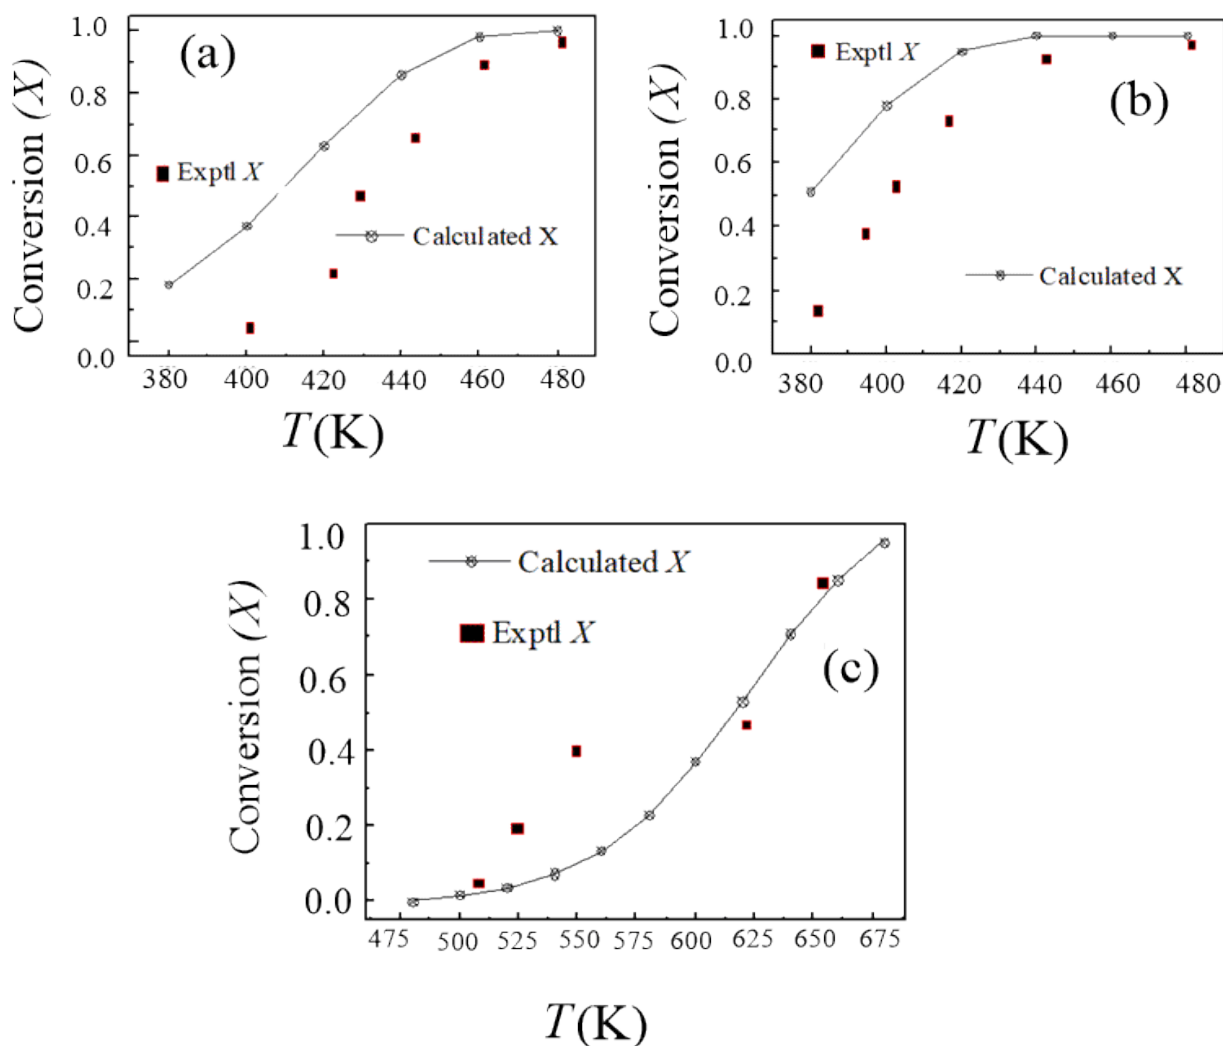 (a)
Conversion (X)
1.0
0.8
0.6
0.4
0.2
0.0
Exptl X
Calculated X
380 400 420 440 460 480
T(K)
(b)
Conversion (X)
1.0
0.8
0.6
0.4
0.2
0.0
Exptl X
Calculated X
380 400 420 440 460 480
T(K)
(c)
Conversion (X)
1.0
0.8
0.6
0.4
0.2
0.0
Calculated X
Exptl X
475 500 525 550 575 600 625 650 675
T(K)